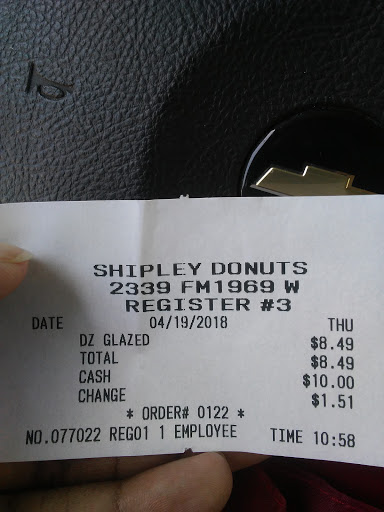 SHIPLEY DONUTS
2339 FM1969 W
REGISTER #3
DATE 04/19/2018 THU
DZ GLAZED $8.49
TOTAL $8.49
CASH $10.00
CHANGE $1.51
* ORDER# 0122 *
NO.077022 REG01 1 EMPLOYEE TIME 10:58